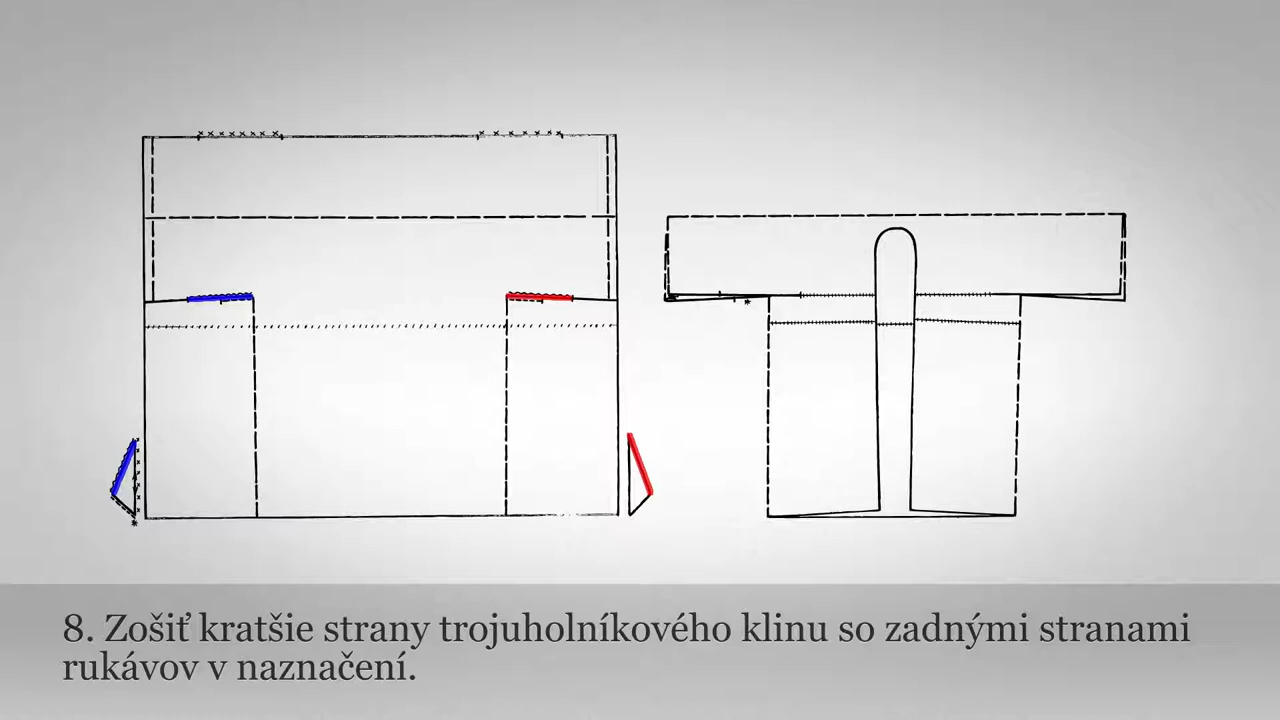 8. Zošiť kratšie strany trojuholníkového klinu so zadnými stranami
rukávov v naznačení.